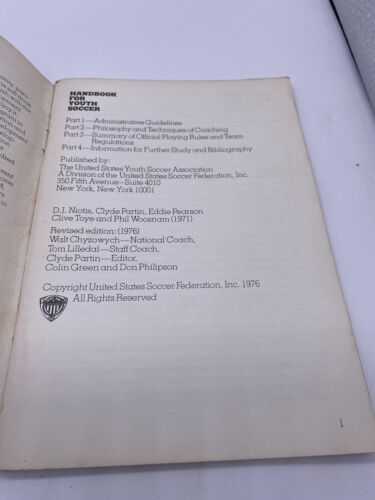 HANDBOOK
FOR
YOUTH
SOCCER
Part 1—Administrative Guidelines
Part 2—Philosophy and Techniques of Coaching
Part 3—Summary of Official Playing Rules and Team
Regulations
Part 4—Information for Further Study and Bibliography
Published by:
The United States Youth Soccer Association
A Division of the United States Soccer Federation, Inc.
350 Fifth Avenue—Suite 4010
New York, New York 10001
D.J. Niotis, Clyde Partin, Eddie Pearson
Clive Toye and Phil Woosnam (1971)
Revised edition: (1976)
Walt Chyzowych—National Coach,
Tom Lilledal—Staff Coach,
Clyde Partin—Editor,
Colin Green and Don Philipson
Copyright United States Soccer Federation, Inc. 1976
All Rights Reserved
1